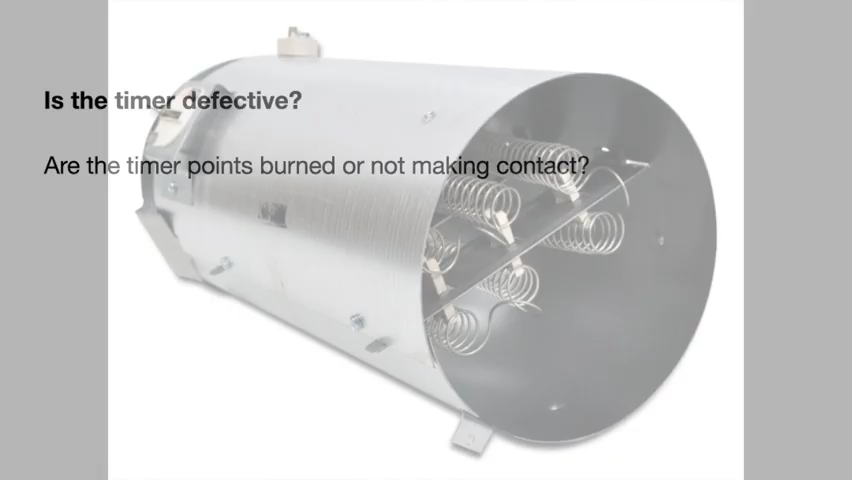 Is the timer defective?
Are the timer points burned or not making contact?